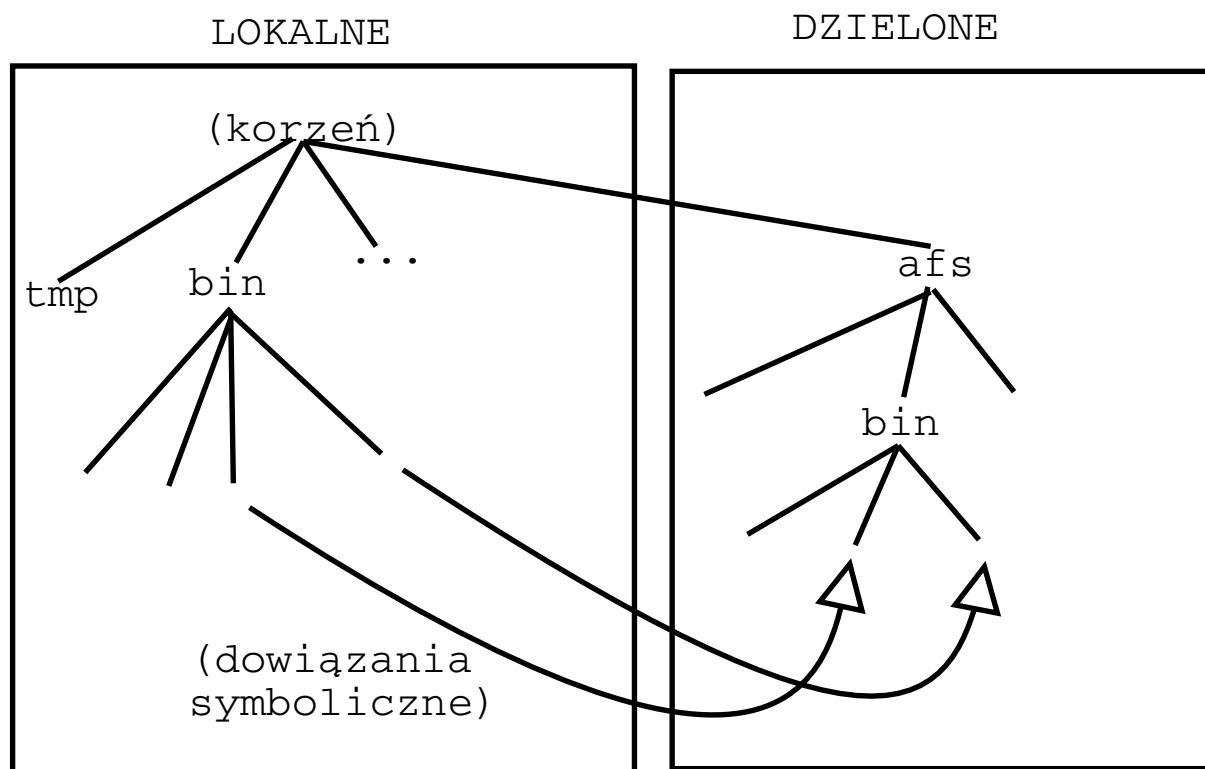 LOKALNE
DZIELONE
(korzeń)
tmp
bin
...
afs
bin
(dowiązania
symboliczne)